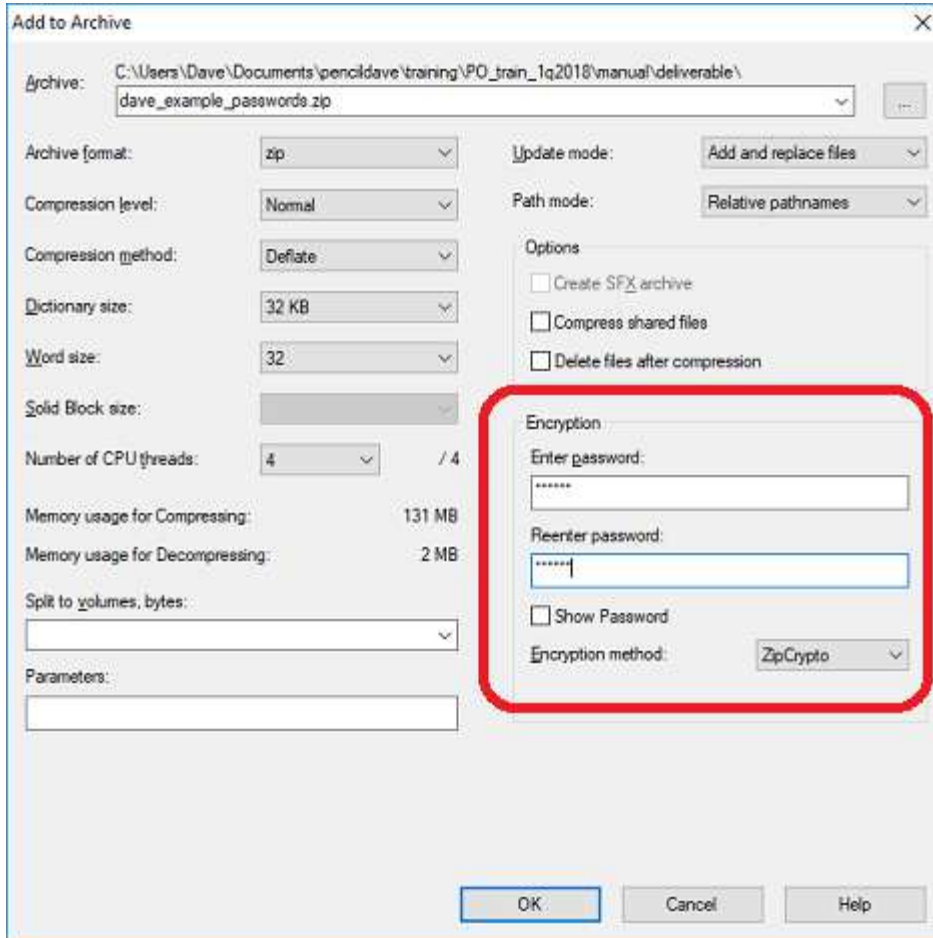 Add to Archive
Archive:
C:\Users\Dave\Documents\pencildave\training\PO_train_1q2018\manual\deliverable\
dave_example_passwords.zip
...
Archive format:
zip
Compression level:
Normal
Compression method:
Deflate
Dictionary size:
32 KB
Word size:
32
Solid Block size:
Number of CPU threads:
4
/ 4
Memory usage for Compressing:
131 MB
Memory usage for Decompressing:
2 MB
Split to volumes, bytes:
Parameters:
Update mode:
Add and replace files
Path mode:
Relative pathnames
Options
Create SFX archive
Compress shared files
Delete files after compression
Encryption
Enter password:
******
Reenter password:
******
Show Password
Encryption method:
ZipCrypto
OK
Cancel
Help